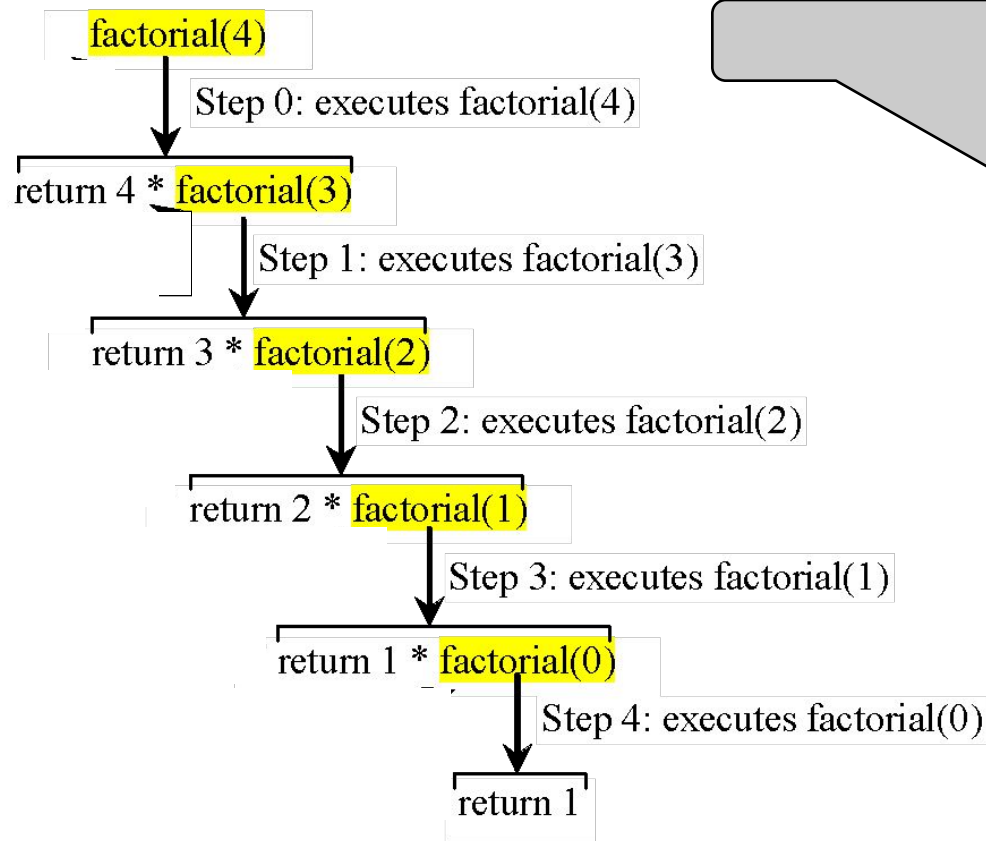 factorial(4)
Step 0: executes factorial(4)
return 4 * factorial(3)
Step 1: executes factorial(3)
return 3 * factorial(2)
Step 2: executes factorial(2)
return 2 * factorial(1)
Step 3: executes factorial(1)
return 1 * factorial(0)
Step 4: executes factorial(0)
return 1